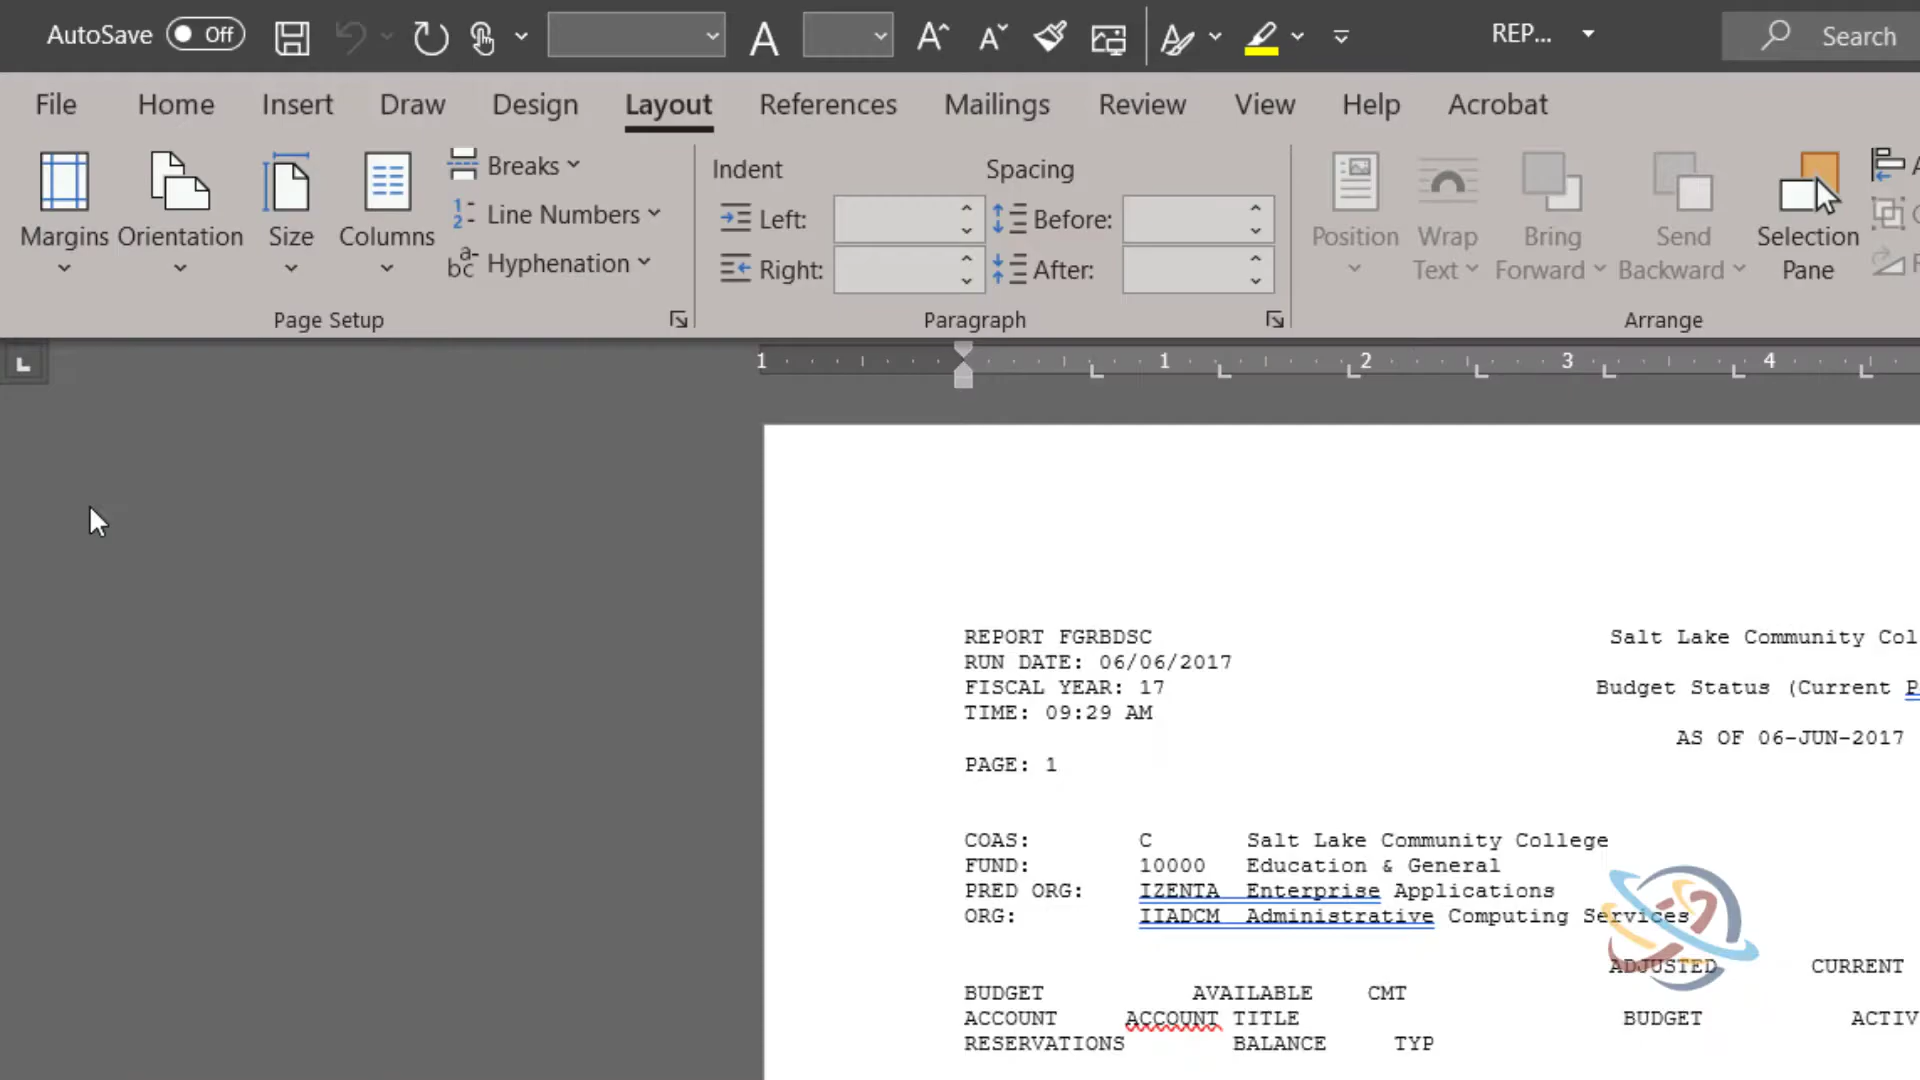 AutoSave Off A A A REP... Search
File Home Insert Draw Design Layout References Mailings Review View Help Acrobat
Margins Orientation Size Columns
Breaks
Line Numbers
Hyphenation
Page Setup
Indent Spacing
Left: Before:
Right: After:
Paragraph
Position Wrap Text Bring Forward Send Backward Selection Pane
Arrange
1 1 2 3 4
REPORT FGRBDSC Salt Lake Community Col
RUN DATE: 06/06/2017
FISCAL YEAR: 17 Budget Status (Current P
TIME: 09:29 AM
AS OF 06-JUN-2017
PAGE: 1
COAS: C Salt Lake Community College
FUND: 10000 Education & General
PRED ORG: IZENTA Enterprise Applications
ORG: IIADCM Administrative Computing Services
ADJUSTED CURRENT
BUDGET AVAILABLE CMT
ACCOUNT ACCOUNT TITLE BUDGET ACTIV
RESERVATIONS BALANCE TYP